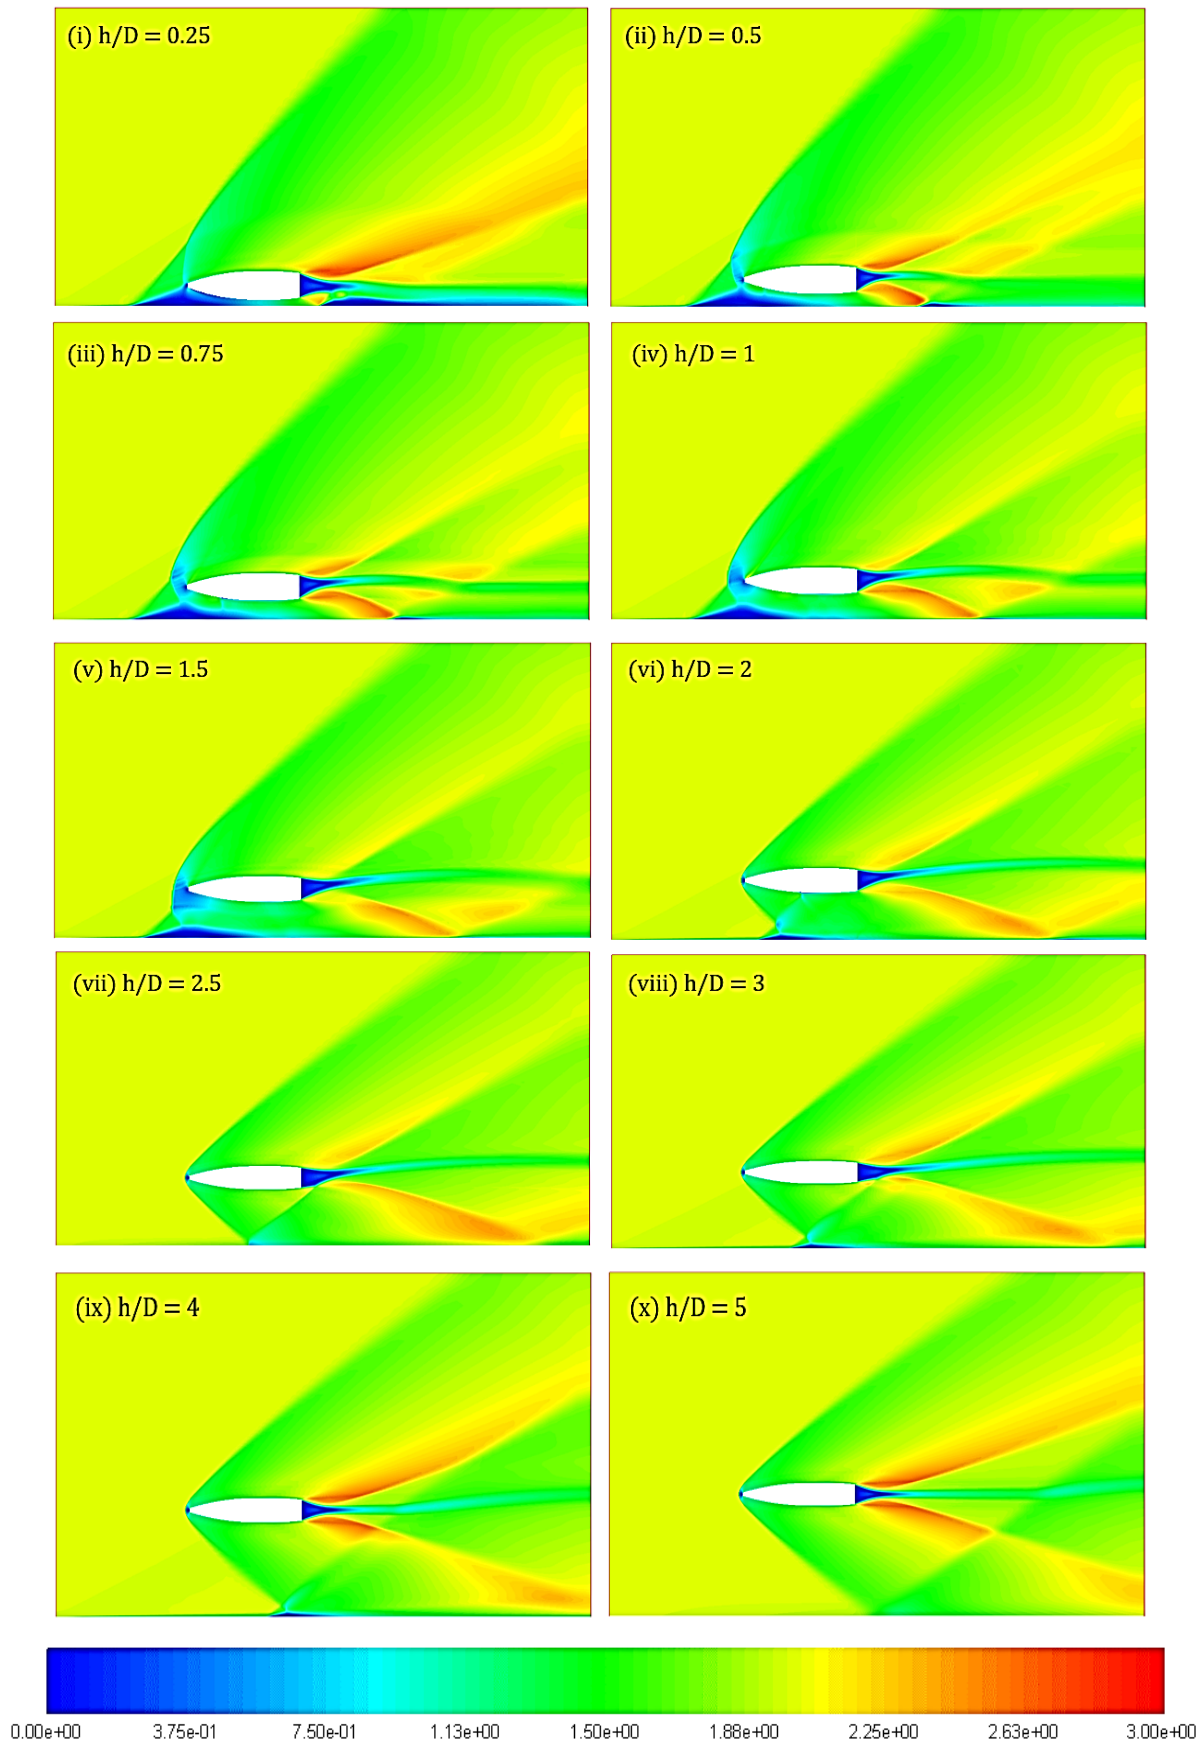 (i) h/D = 0.25
(ii) h/D = 0.5
(iii) h/D = 0.75
(iv) h/D = 1
(v) h/D = 1.5
(vi) h/D = 2
(vii) h/D = 2.5
(viii) h/D = 3
(ix) h/D = 4
(x) h/D = 5
0.00e+00 3.75e-01 7.50e-01 1.13e+00 1.50e+00 1.88e+00 2.25e+00 2.63e+00 3.00e+00